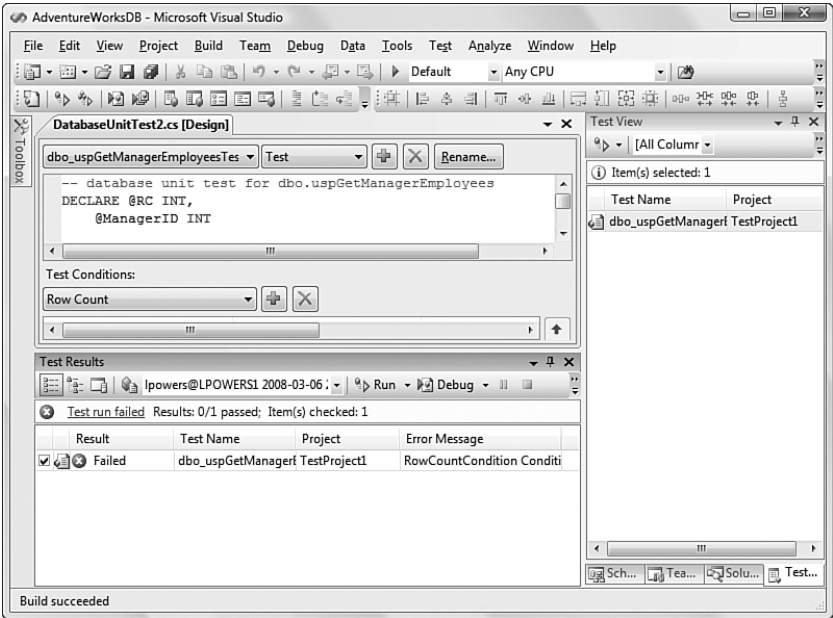 AdventureWorksDB - Microsoft Visual Studio
File Edit View Project Build Team Debug Data Tools Test Analyze Window Help
Default Any CPU
Toolbox
DatabaseUnitTest2.cs [Design]
dbo_uspGetManagerEmployeesTes Test Rename...
-- database unit test for dbo.uspGetManagerEmployees
DECLARE @RC INT,
@ManagerID INT
Test Conditions:
Row Count
Test Results
lpowers@LPOWERS1 2008-03-06 Run Debug
Test run failed Results: 0/1 passed; Item(s) checked: 1
Result Test Name Project Error Message
Failed dbo_uspGetManagerE TestProject1 RowCountCondition Conditi
Test View
[All Columr
Item(s) selected: 1
Test Name Project
dbo_uspGetManagerE TestProject1
Sch... Tea... Solu... Test...
Build succeeded